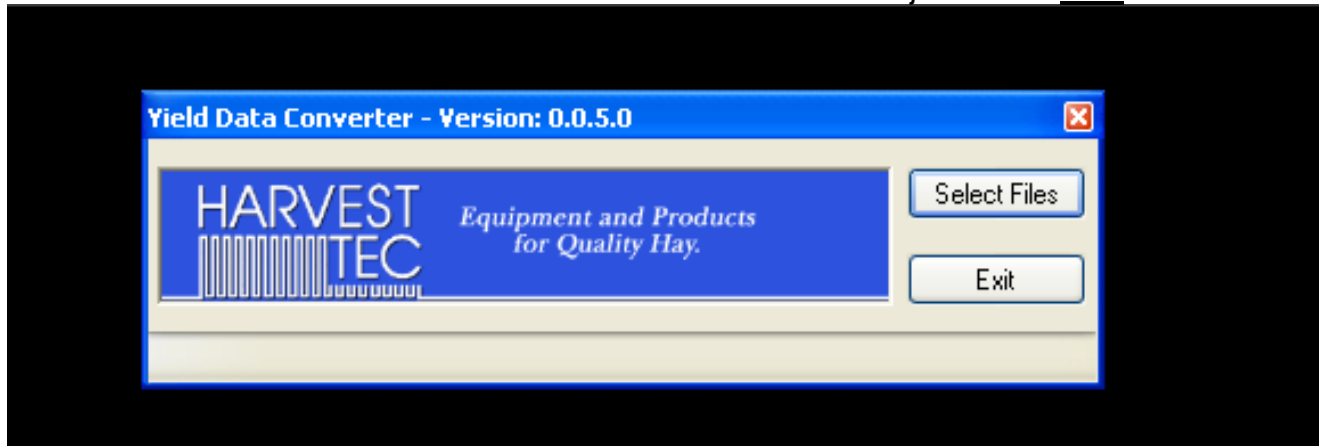 Yield Data Converter - Version: 0.0.5.0
HARVEST
TEC
Equipment and Products
for Quality Hay.
Select Files
Exit